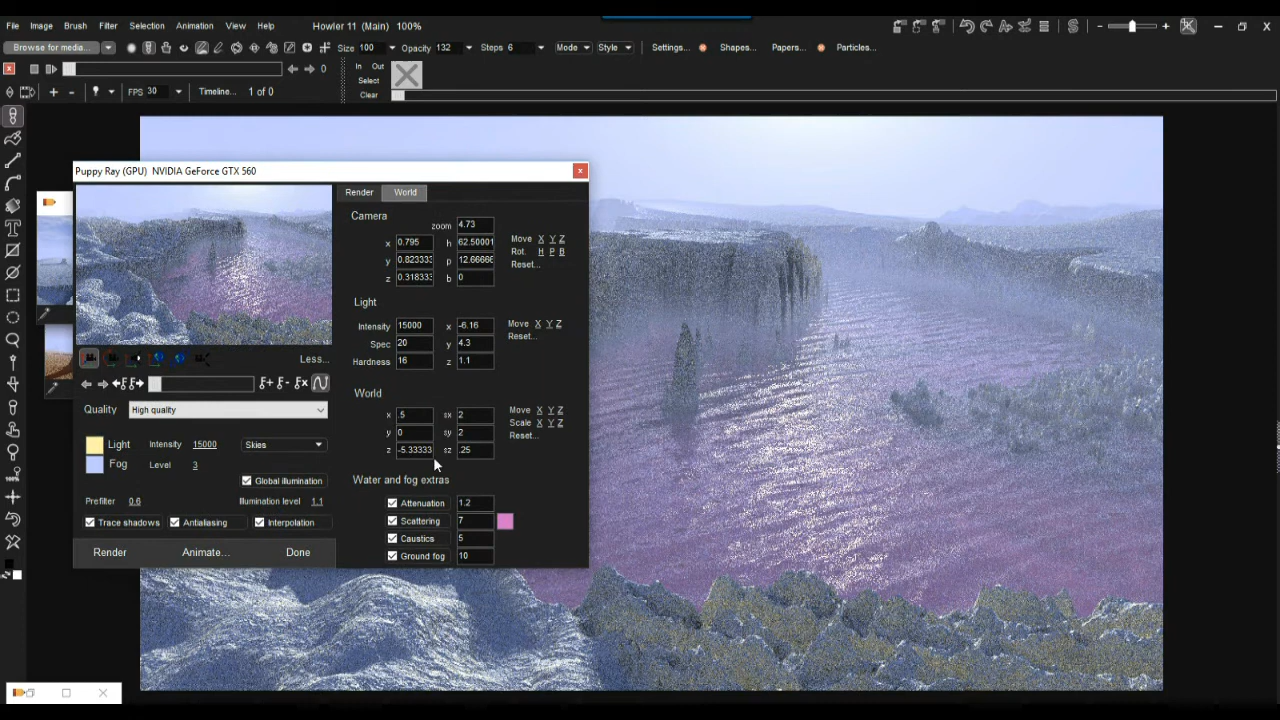 File Image Brush Filter Selection Animation View Help Howler 11 (Main) 100%
Browse for media... Size 100 Opacity 132 Steps 6 Mode Style Settings... Shapes... Papers... Particles...
0 In Out
Select
FPS 30 Timeline... 1 of 0 Clear
Puppy Ray (GPU) NVIDIA GeForce GTX 560
Render World
Camera
zoom 4.73
x 0.795 h 62.50001 Move X Y Z
y 0.823333 p 12.66666 Rot. H P B
Reset...
z 0.318333 b 0
Light
Intensity 15000 x -6.16 Move X Y Z
Spec 20 y 4.3 Reset...
Hardness 16 z 1.1
Less...
World
Quality High quality
x .5 sx 2 Move X Y Z
y 0 sy 2 Scale X Y Z
z -5.33333 sz .25 Reset...
Light Intensity 15000 Skies
Fog Level 3
Global illumination
Prefilter 0.6 Illumination level 1.1
Trace shadows Antialiasing Interpolation
Water and fog extras
Attenuation 1.2
Scattering 7
Caustics 5
Ground fog 10
Render Animate... Done